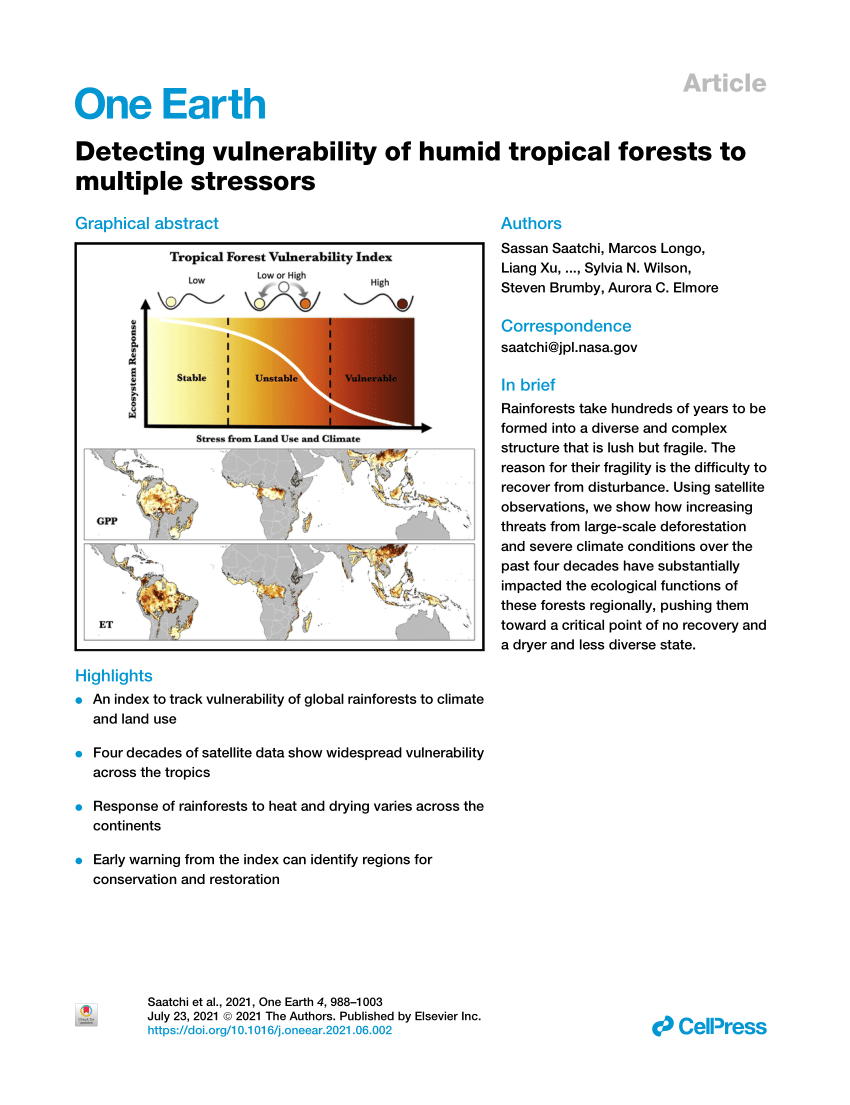 Article
One Earth
Detecting vulnerability of humid tropical forests to
multiple stressors
Graphical abstract
Tropical Forest Vulnerability Index
Low
Low or High
High
Ecosystem Response
Stable
Unstable
Vulnerable
Stress from Land Use and Climate
GPP
ET
Highlights
● An index to track vulnerability of global rainforests to climate
and land use
● Four decades of satellite data show widespread vulnerability
across the tropics
● Response of rainforests to heat and drying varies across the
continents
● Early warning from the index can identify regions for
conservation and restoration
Authors
Sassan Saatchi, Marcos Longo,
Liang Xu, ..., Sylvia N. Wilson,
Steven Brumby, Aurora C. Elmore
Correspondence
saatchi@jpl.nasa.gov
In brief
Rainforests take hundreds of years to be
formed into a diverse and complex
structure that is lush but fragile. The
reason for their fragility is the difficulty to
recover from disturbance. Using satellite
observations, we show how increasing
threats from large-scale deforestation
and severe climate conditions over the
past four decades have substantially
impacted the ecological functions of
these forests regionally, pushing them
toward a critical point of no recovery and
a dryer and less diverse state.
Saatchi et al., 2021, One Earth 4, 988–1003
July 23, 2021 © 2021 The Authors. Published by Elsevier Inc.
https://doi.org/10.1016/j.oneear.2021.06.002
CellPress